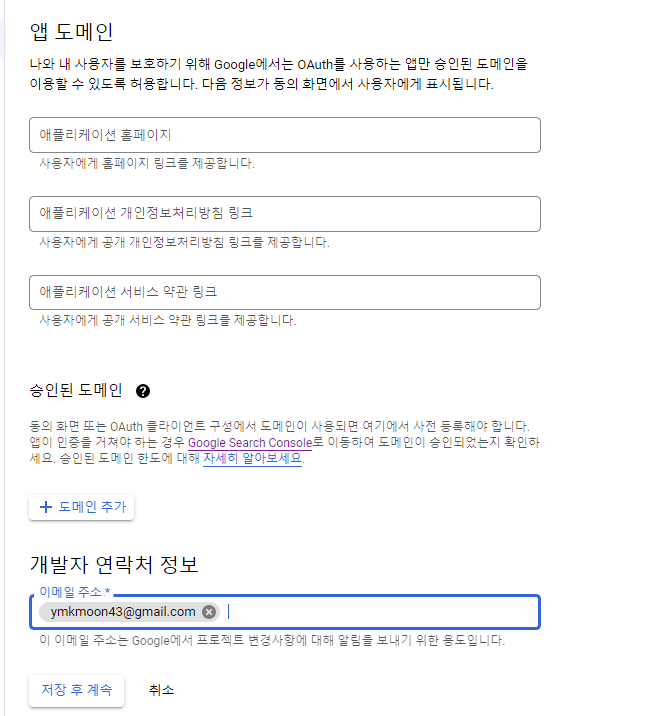 앱 도메인
나와 내 사용자를 보호하기 위해 Google에서는 OAuth를 사용하는 앱만 승인된 도메인을
이용할 수 있도록 허용합니다. 다음 정보가 동의 화면에서 사용자에게 표시됩니다.
애플리케이션 홈페이지
사용자에게 홈페이지 링크를 제공합니다.
애플리케이션 개인정보처리방침 링크
사용자에게 공개 개인정보처리방침 링크를 제공합니다.
애플리케이션 서비스 약관 링크
사용자에게 공개 서비스 약관 링크를 제공합니다.
승인된 도메인 ?
동의 화면 또는 OAuth 클라이언트 구성에서 도메인이 사용되면 여기에서 사전 등록해야 합니다.
앱이 인증을 거쳐야 하는 경우 Google Search Console로 이동하여 도메인이 승인되었는지 확인하
세요. 승인된 도메인 한도에 대해 자세히 알아보세요.
+ 도메인 추가
개발자 연락처 정보
이메일 주소 *
ymkmoon43@gmail.com
이 이메일 주소는 Google에서 프로젝트 변경사항에 대해 알림을 보내기 위한 용도입니다.
저장 후 계속 취소